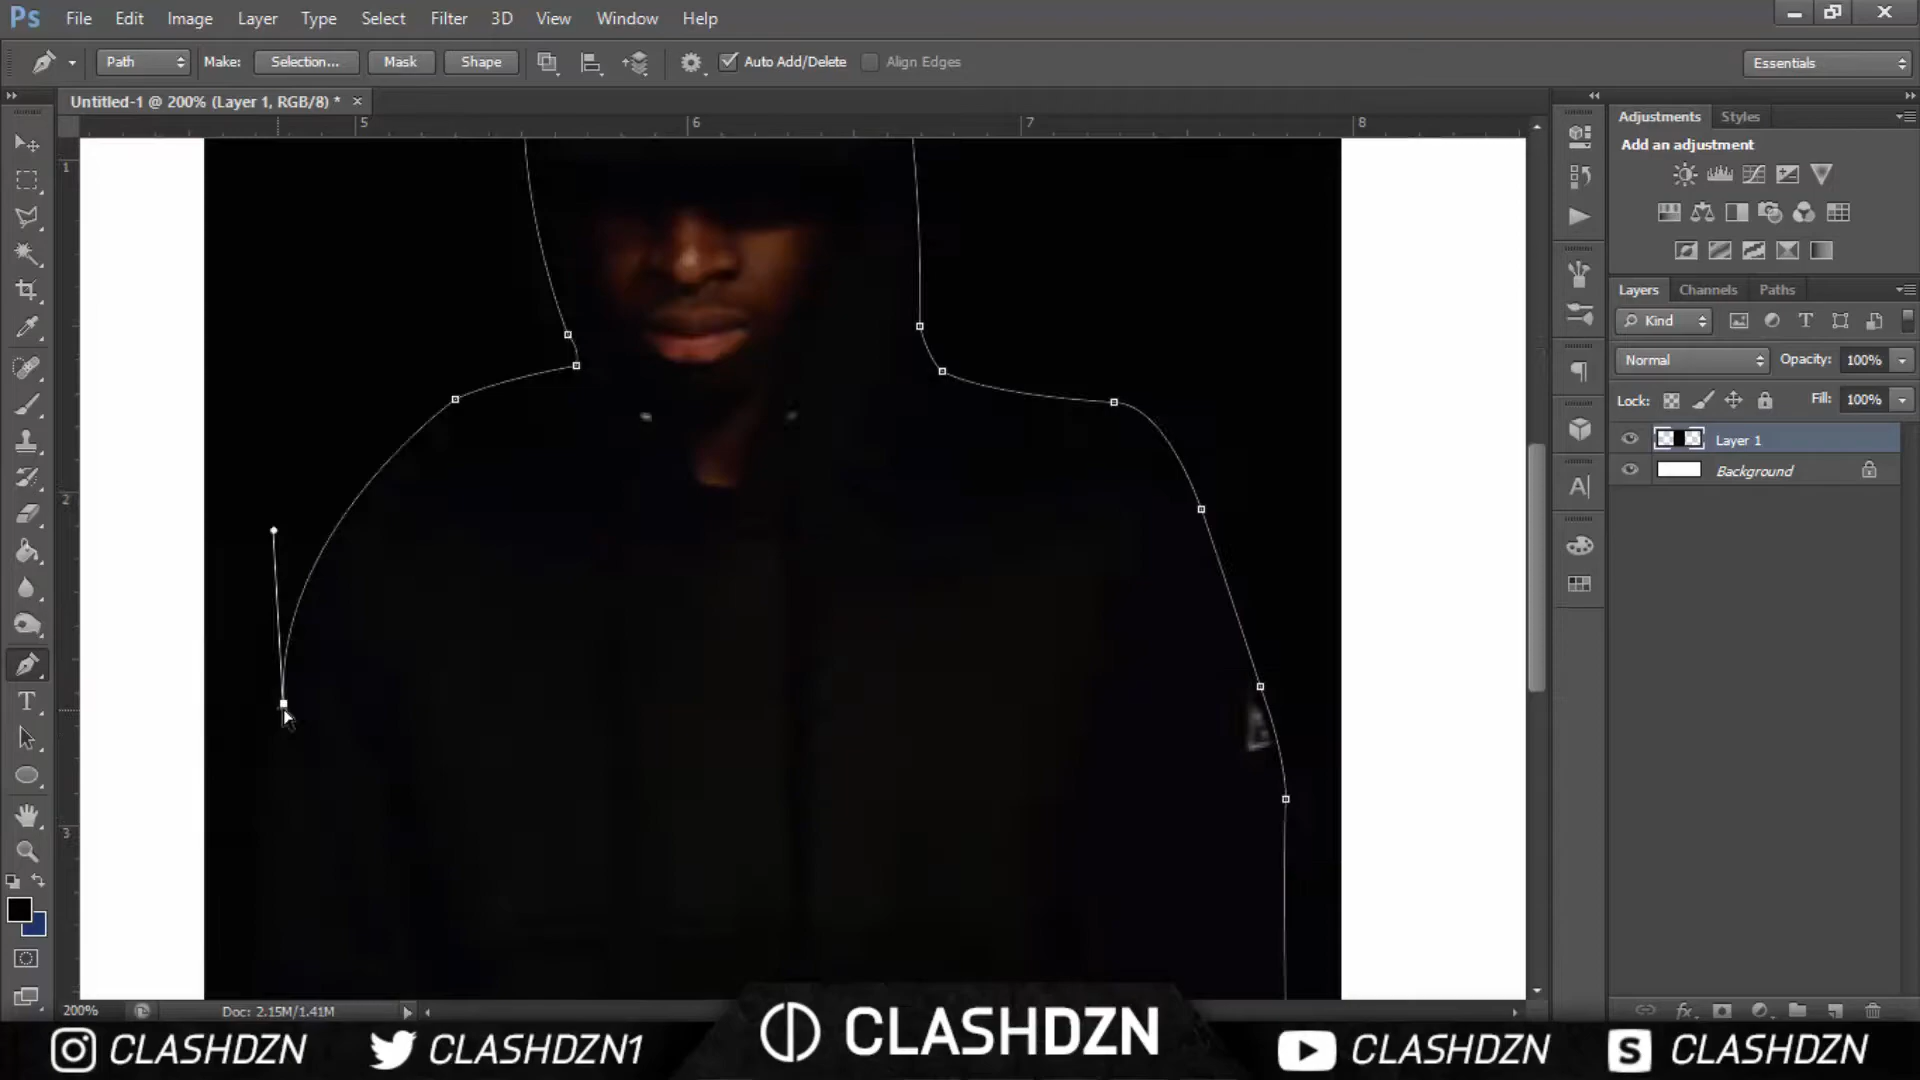 Ps File Edit Image Layer Type Select Filter 3D View Window Help
Path Make: Selection... Mask Shape Auto Add/Delete Align Edges Essentials
Untitled-1 @ 200% (Layer 1, RGB/8) *
5 6 7 8
1
2
3
Adjustments Styles
Add an adjustment
Layers Channels Paths
Kind
Normal Opacity: 100%
Lock: Fill: 100%
Layer 1
Background
200% Doc: 2.15M/1.41M
CLASHDZN CLASHDZN1 CLASHDZN CLASHDZN CLASHDZN